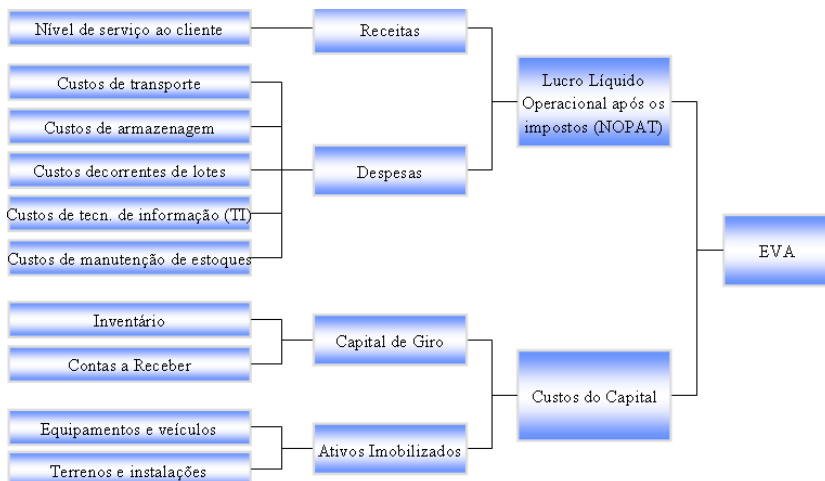 Nível de serviço ao cliente
Receitas
Custos de transporte
Custos de armazenagem
Custos decorrentes de lotes
Custos de tecn. de informação (TI)
Custos de manutenção de estoques
Despesas
Lucro Líquido
Operacional após os
impostos (NOPAT)
EVA
Inventário
Contas a Receber
Capital de Giro
Equipamentos e veículos
Terrenos e instalações
Ativos Imobilizados
Custos do Capital